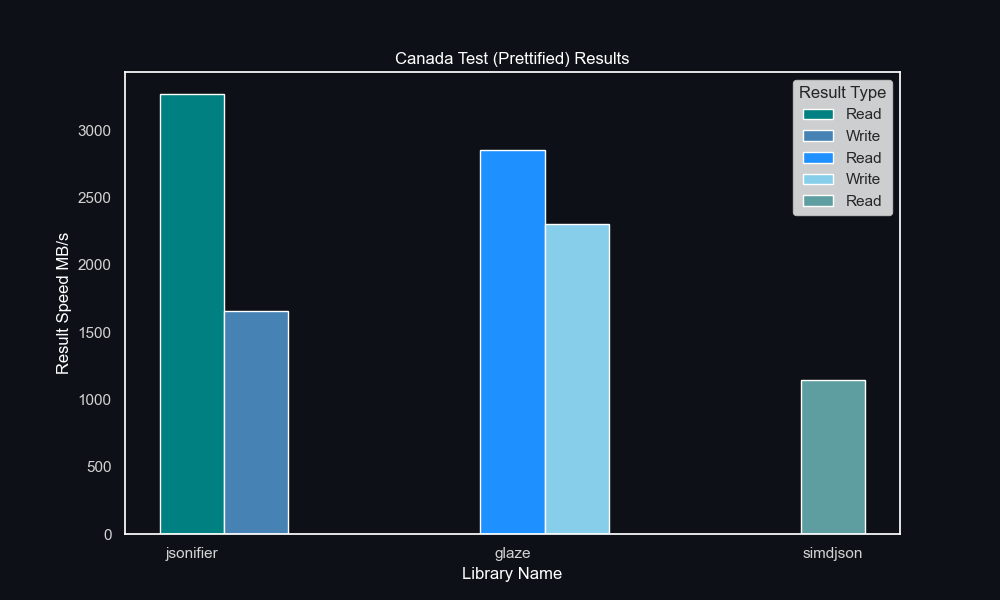 Canada Test (Prettified) Results
Result Type
Read
Write
Read
Write
Read
Result Speed MB/s
3000
2500
2000
1500
1000
500
0
jsonifier glaze simdjson
Library Name